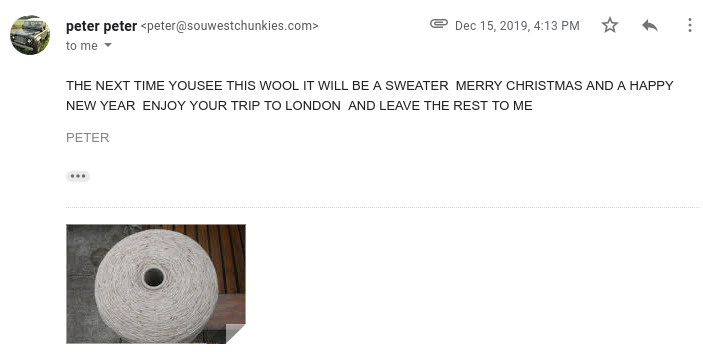 peter peter <peter@souwestchunkies.com>
Dec 15, 2019, 4:13 PM
to me
THE NEXT TIME YOUSEE THIS WOOL IT WILL BE A SWEATER  MERRY CHRISTMAS AND A HAPPY
NEW YEAR  ENJOY YOUR TRIP TO LONDON  AND LEAVE THE REST TO ME
PETER